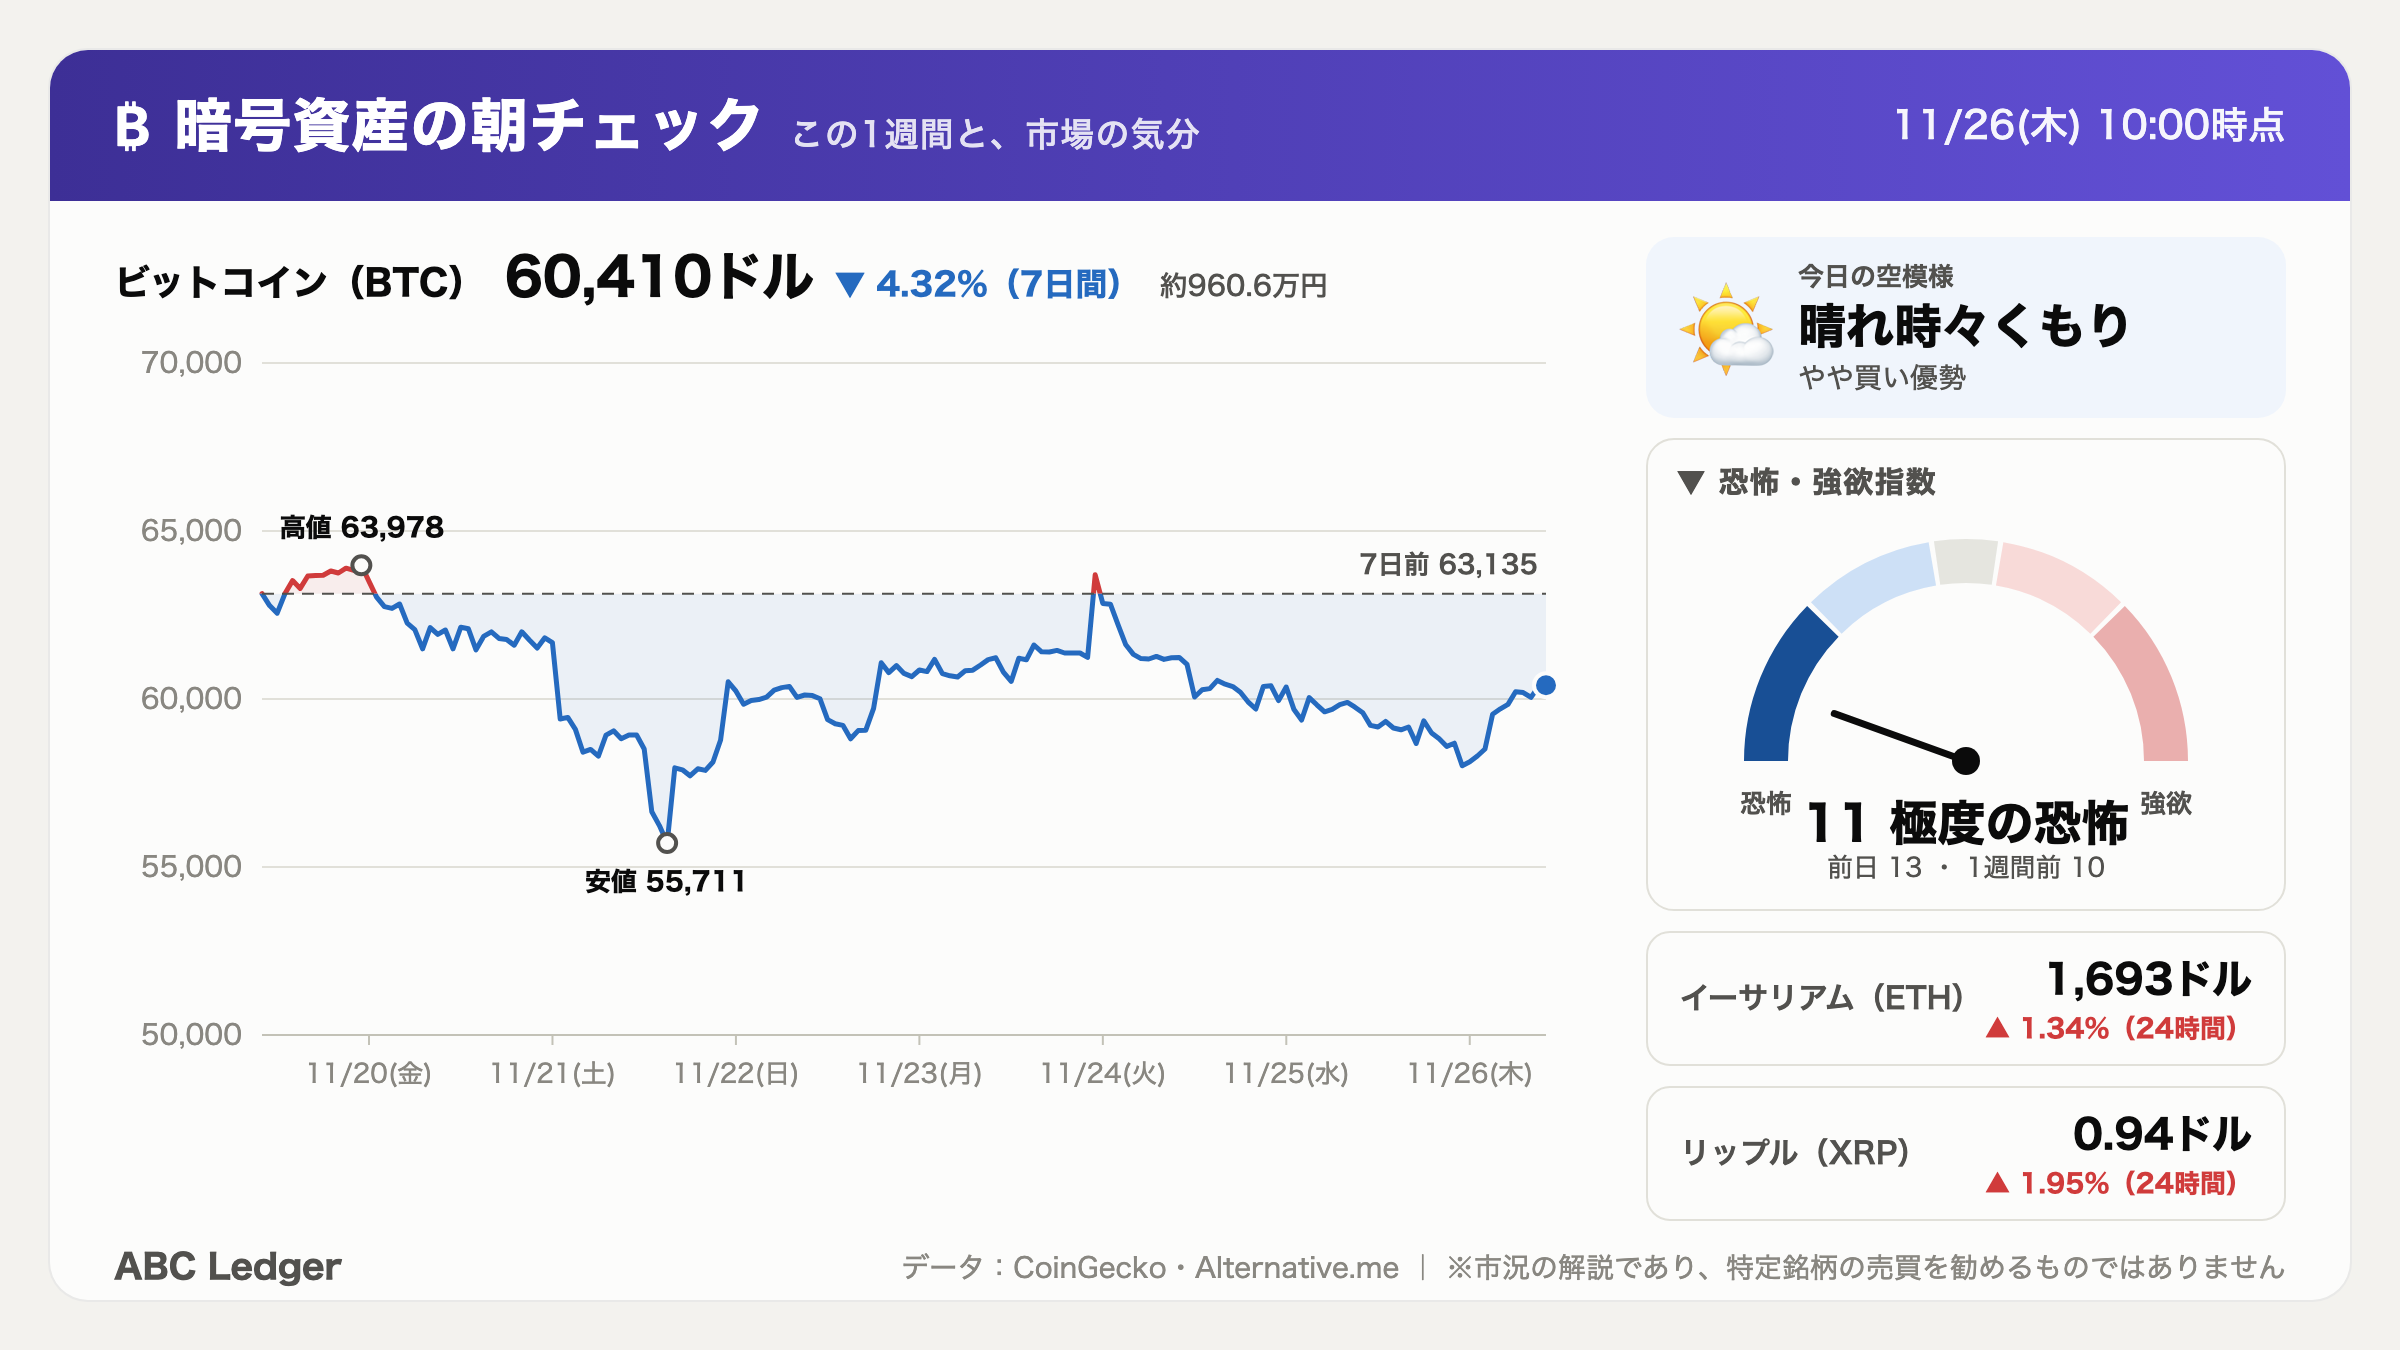 ₿ 暗号資産の朝チェック この1週間と、市場の気分
11/26(木) 10:00時点
ビットコイン（BTC） 60,410ドル ▼ 4.32%（7日間） 約960.6万円
70,000
65,000
60,000
55,000
50,000
高値 63,978
7日前 63,135
安値 55,711
11/20(金) 11/21(土) 11/22(日) 11/23(月) 11/24(火) 11/25(水) 11/26(木)
今日の空模様
晴れ時々くもり
やや買い優勢
▼ 恐怖・強欲指数
恐怖 強欲
11 極度の恐怖
前日 13 ・ 1週間前 10
イーサリアム（ETH） 1,693ドル
▲ 1.34%（24時間）
リップル（XRP） 0.94ドル
▲ 1.95%（24時間）
ABC Ledger
データ：CoinGecko・Alternative.me ｜ ※市況の解説であり、特定銘柄の売買を勧めるものではありません